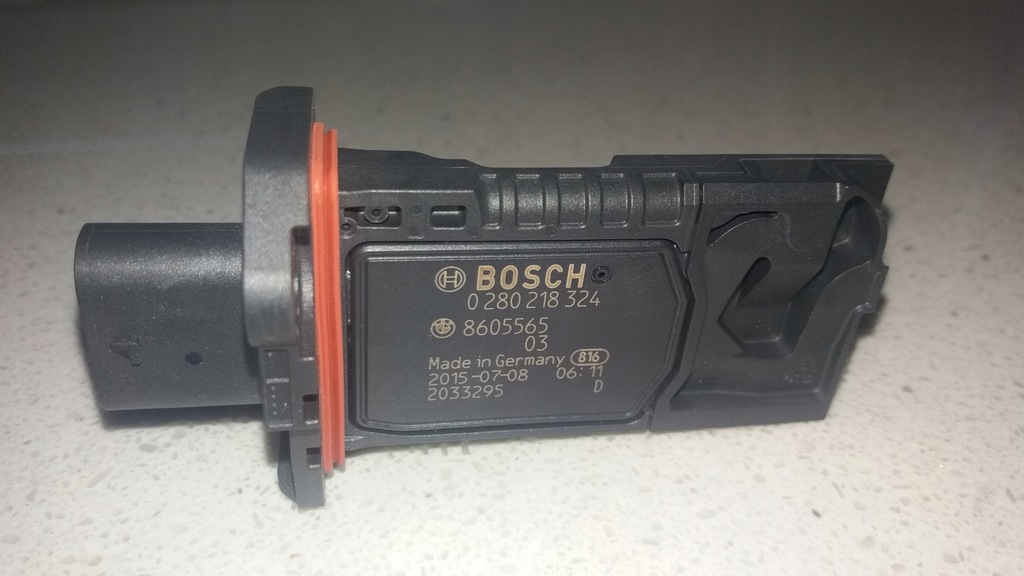 BOSCH
0 280 218 324
8605565
03
Made in Germany 816
2015-07-08 06:11
2033295 D